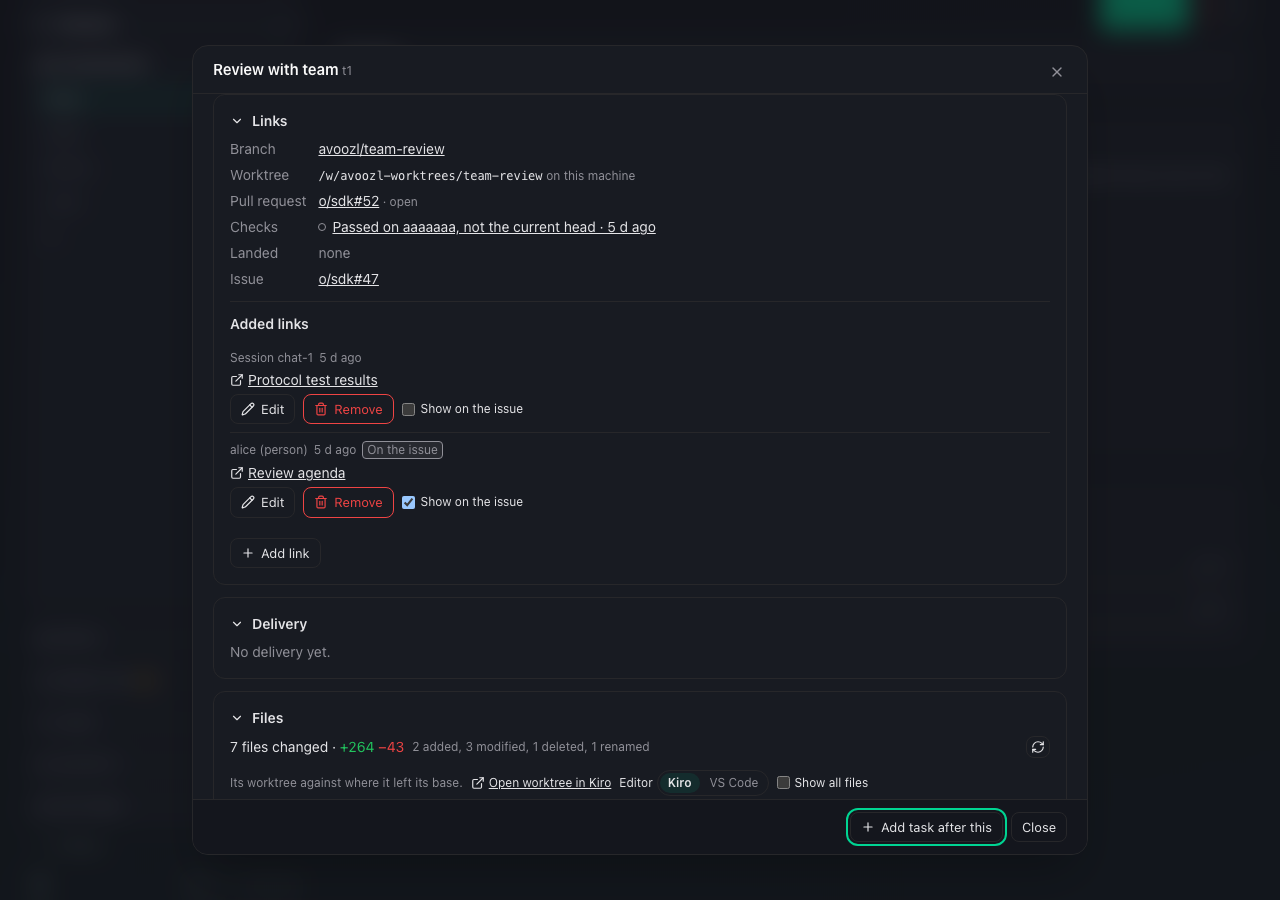 Review with team t1
Links
Branch avoozl/team-review
Worktree /w/avoozl-worktrees/team-review on this machine
Pull request o/sdk#52 · open
Checks Passed on aaaaaaa, not the current head · 5 d ago
Landed none
Issue o/sdk#47
Added links
Session chat-1 5 d ago
Protocol test results
Edit Remove Show on the issue
alice (person) 5 d ago On the issue
Review agenda
Edit Remove Show on the issue
Add link
Delivery
No delivery yet.
Files
7 files changed · +264 −43 2 added, 3 modified, 1 deleted, 1 renamed
Its worktree against where it left its base. Open worktree in Kiro Editor Kiro VS Code Show all files
Add task after this Close